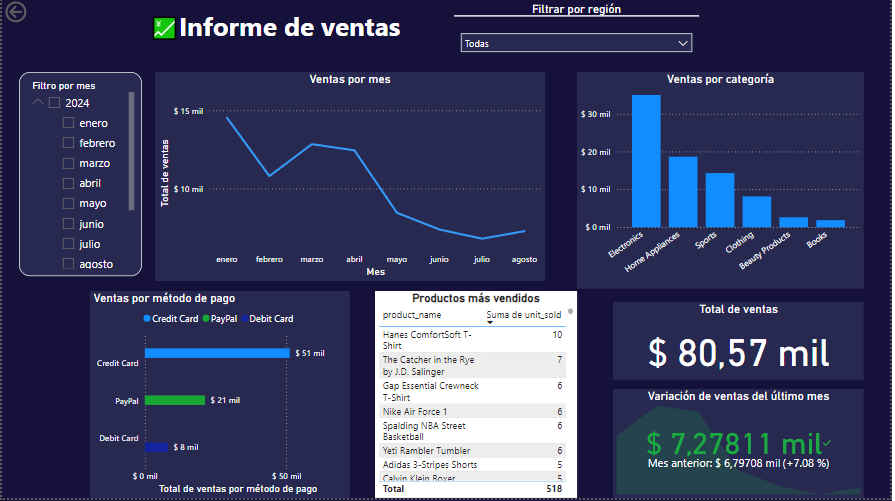 Informe de ventas
Filtrar por región
Todas
Filtro por mes
2024
enero
febrero
marzo
abril
mayo
junio
julio
agosto
Ventas por mes
Total de ventas
$ 15 mil
$ 10 mil
enero febrero marzo abril mayo junio julio agosto
Mes
Ventas por categoría
$ 30 mil
$ 20 mil
$ 10 mil
$ 0 mil
Electronics
Home Appliances
Sports
Clothing
Beauty Products
Books
Ventas por método de pago
Credit Card PayPal Debit Card
Credit Card $ 51 mil
PayPal $ 21 mil
Debit Card $ 8 mil
$ 0 mil $ 50 mil
Total de ventas por método de pago
Productos más vendidos
product_name Suma de unit_sold
Hanes ComfortSoft T- 10
Shirt
The Catcher in the Rye 7
by J.D. Salinger
Gap Essential Crewneck 6
T-Shirt
Nike Air Force 1 6
Spalding NBA Street 6
Basketball
Yeti Rambler Tumbler 6
Adidas 3-Stripes Shorts 5
Calvin Klein Boxer 5
Total 518
Total de ventas
$ 80,57 mil
Variación de ventas del último mes
$ 7,27811 mil
Mes anterior: $ 6,79708 mil (+7.08 %)